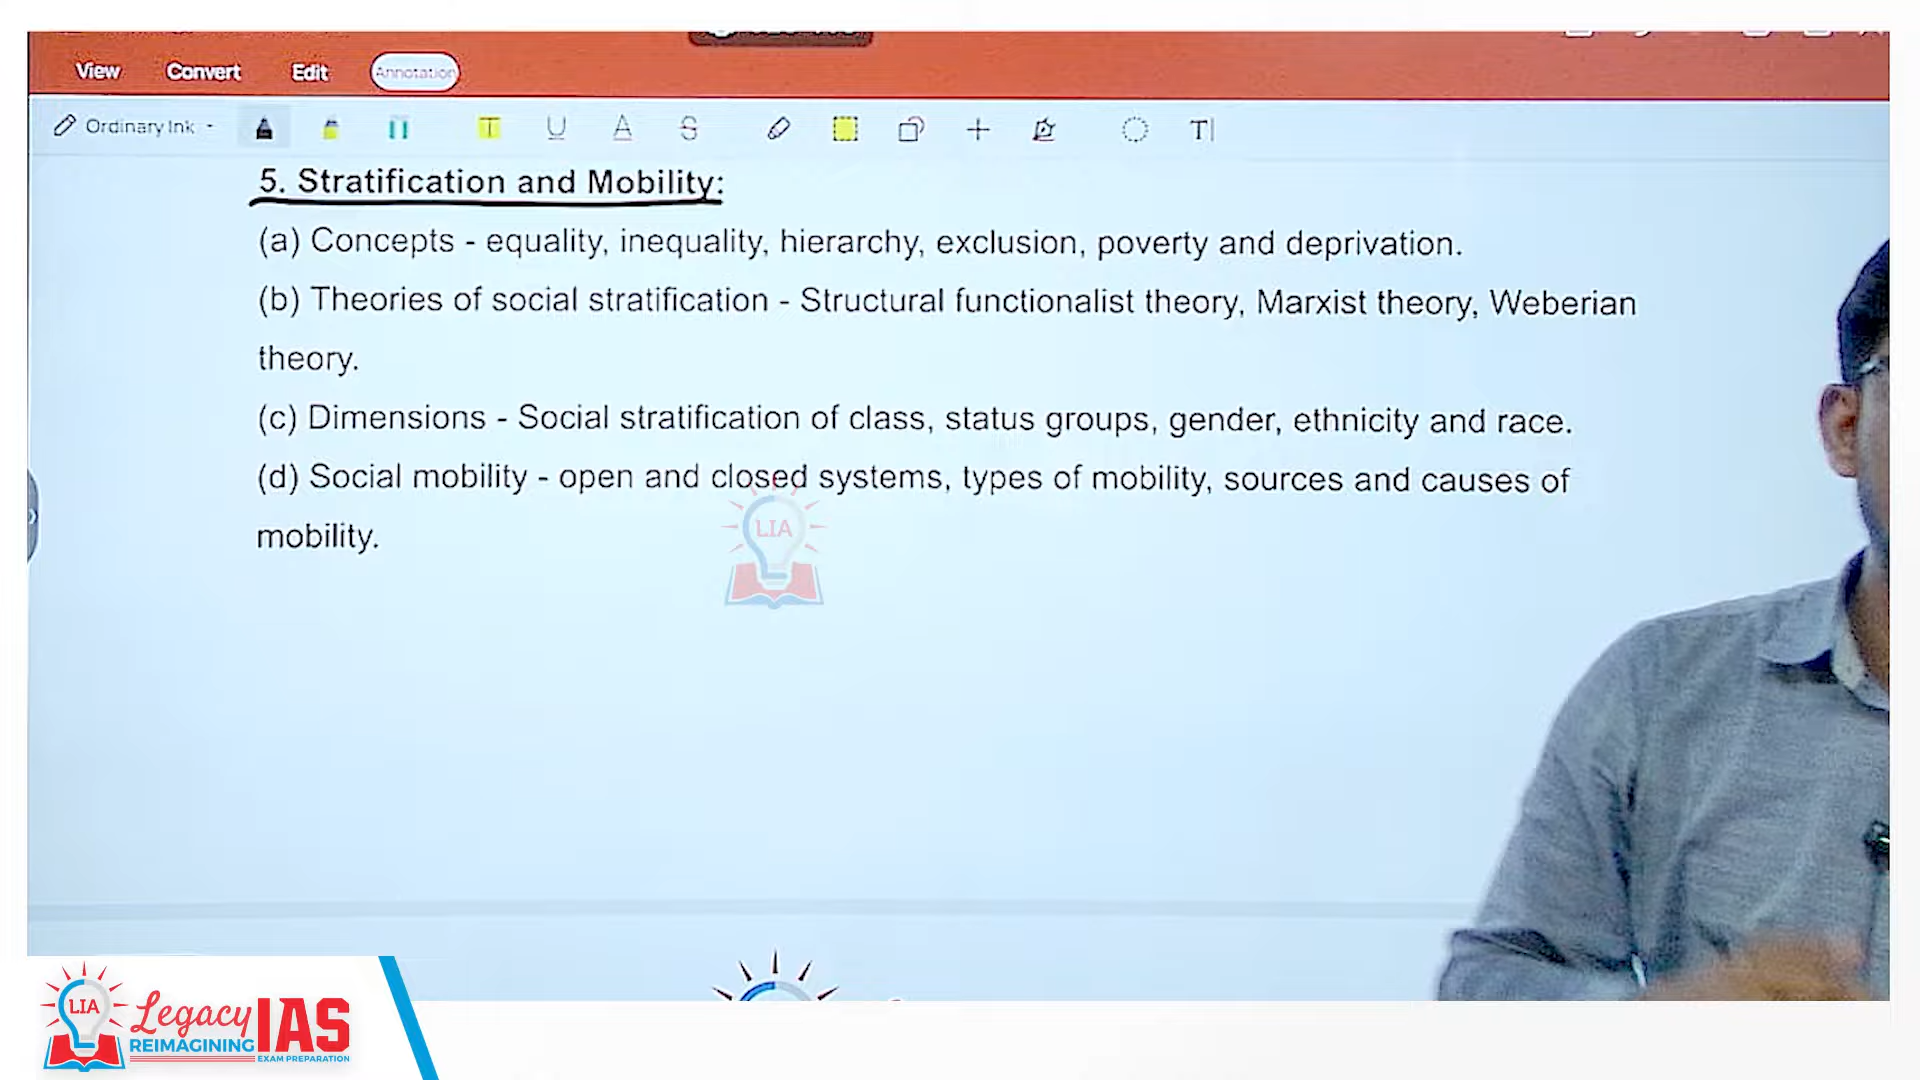 View Convert Edit Annotation
Ordinary Ink
5. Stratification and Mobility:
(a) Concepts - equality, inequality, hierarchy, exclusion, poverty and deprivation.
(b) Theories of social stratification - Structural functionalist theory, Marxist theory, Weberian
theory.
(c) Dimensions - Social stratification of class, status groups, gender, ethnicity and race.
(d) Social mobility - open and closed systems, types of mobility, sources and causes of
mobility.
LIA
LIA
Legacy IAS
REIMAGINING
EXAM PREPARATION